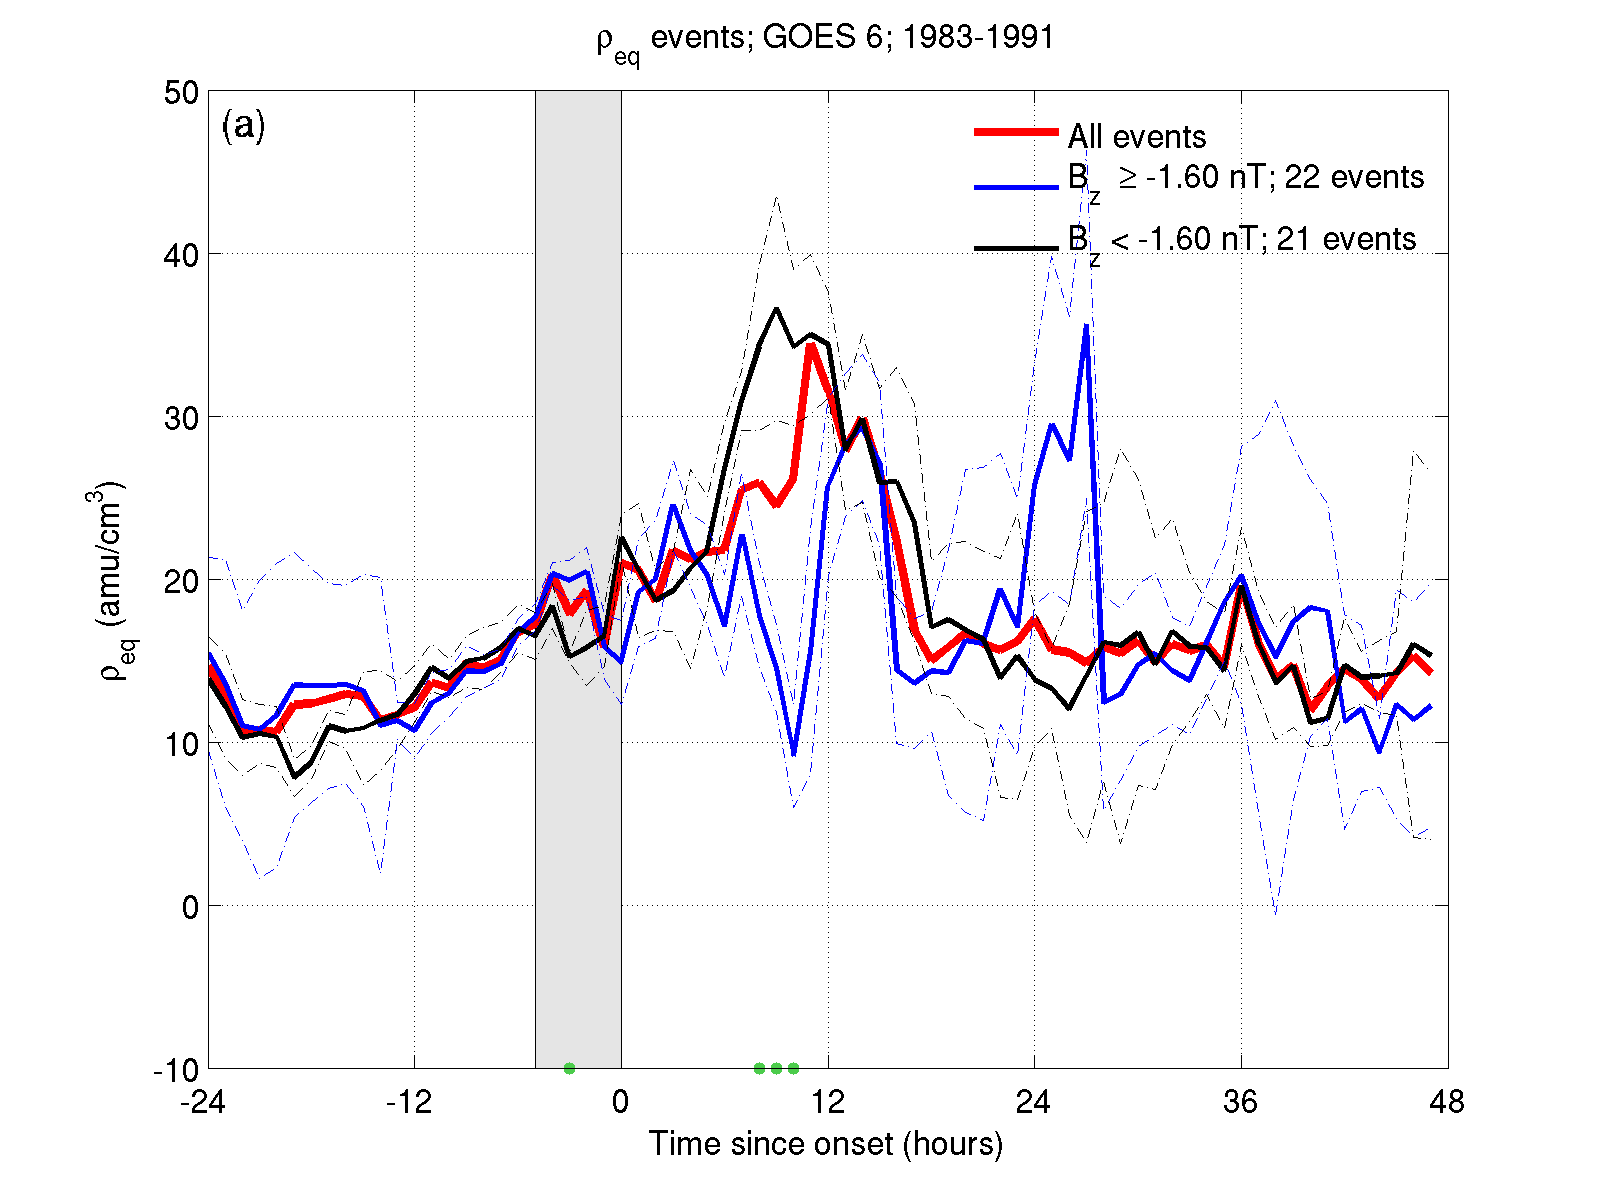 ρeq events; GOES 6; 1983-1991
(a)
All events
Bz ≥ -1.60 nT; 22 events
Bz < -1.60 nT; 21 events
ρeq (amu/cm3)
50
40
30
20
10
0
-10
-24 -12 0 12 24 36 48
Time since onset (hours)